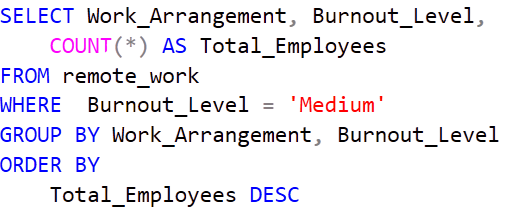 SELECT Work_Arrangement, Burnout_Level,
    COUNT(*) AS Total_Employees
FROM remote_work
WHERE  Burnout_Level = 'Medium'
GROUP BY Work_Arrangement, Burnout_Level
ORDER BY
    Total_Employees DESC